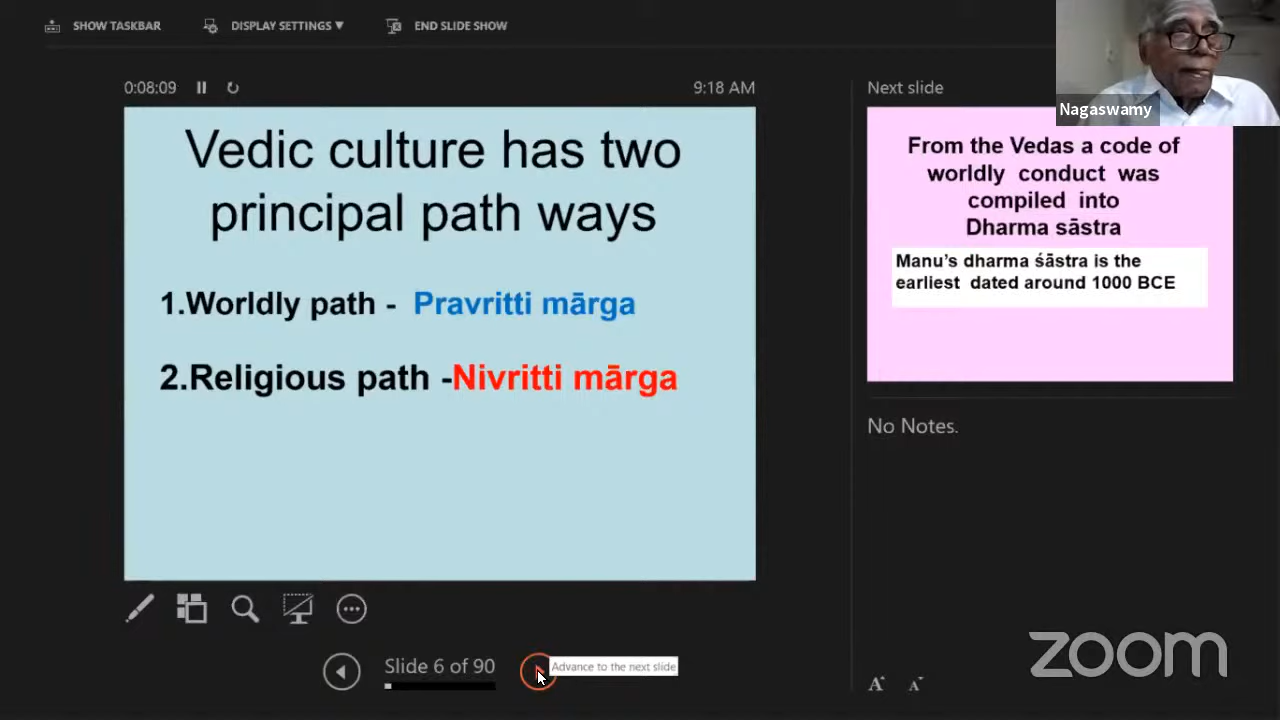 SHOW TASKBAR
DISPLAY SETTINGS ▼
END SLIDE SHOW
0:08:09
9:18 AM
Vedic culture has two
principal path ways
1.Worldly path - Pravritti mārga
2.Religious path -Nivritti mārga
Next slide
Nagaswamy
From the Vedas a code of
worldly conduct was
compiled into
Dharma sāstra
Manu’s dharma śāstra is the
earliest dated around 1000 BCE
No Notes.
Slide 6 of 90
Advance to the next slide
A A
zoom